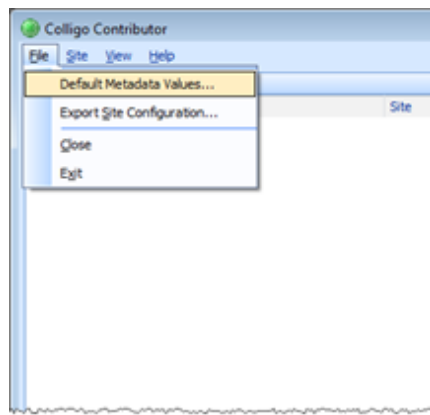 Colligo Contributor
File Site View Help
Default Metadata Values...
Site
Export Site Configuration...
Close
Exit